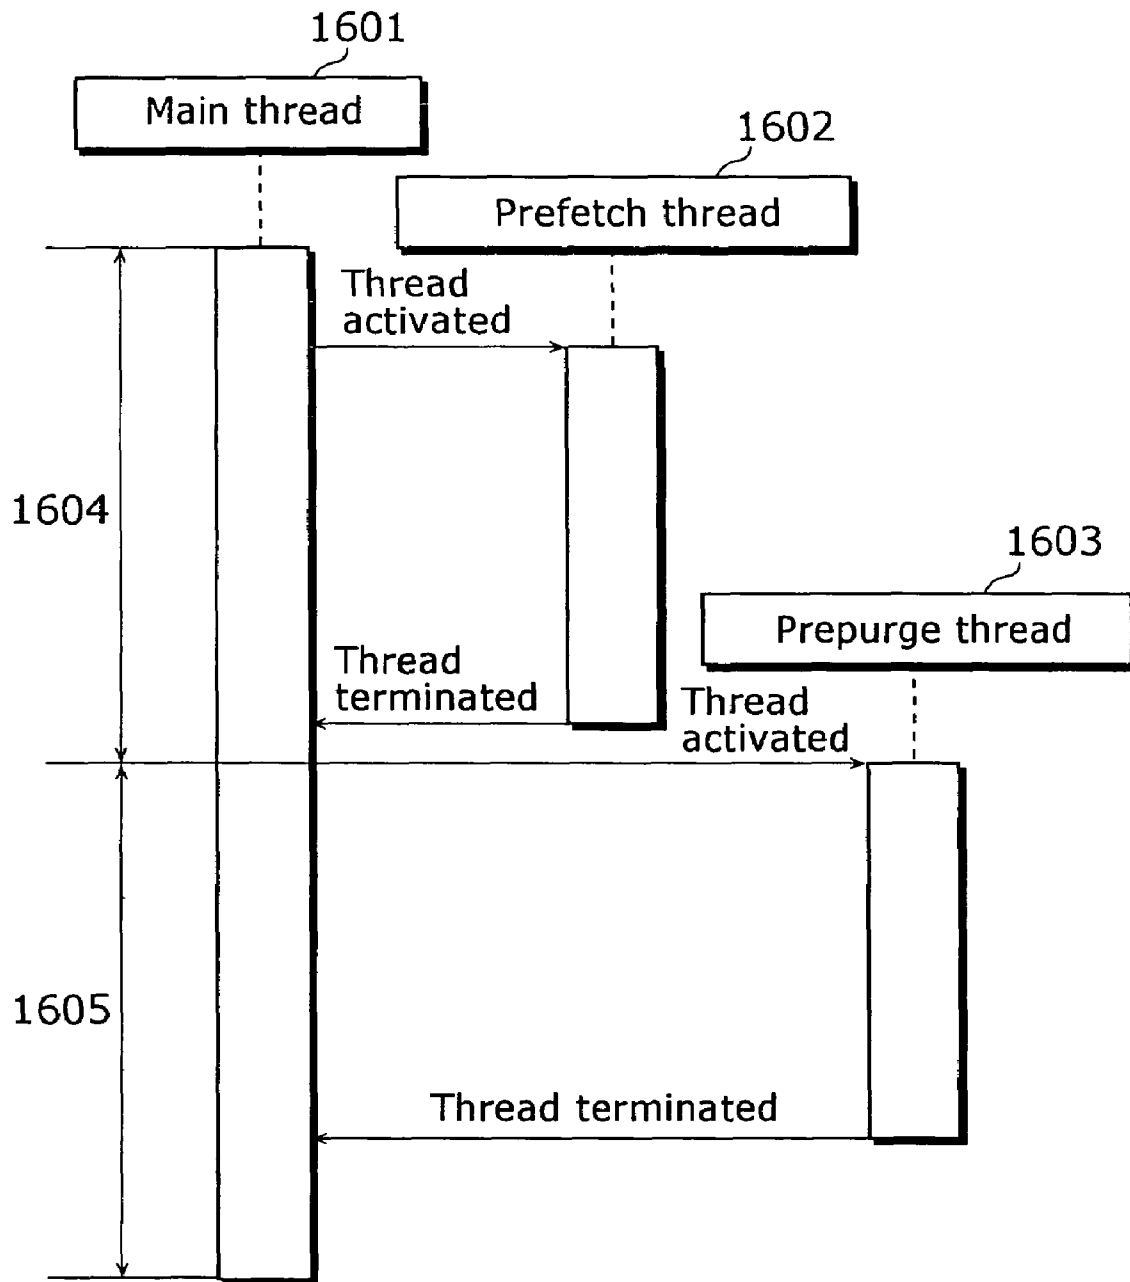 1601
Main thread
1602
Prefetch thread
Thread
activated
1604
1603
Prepurge thread
Thread
terminated
Thread
activated
1605
Thread terminated